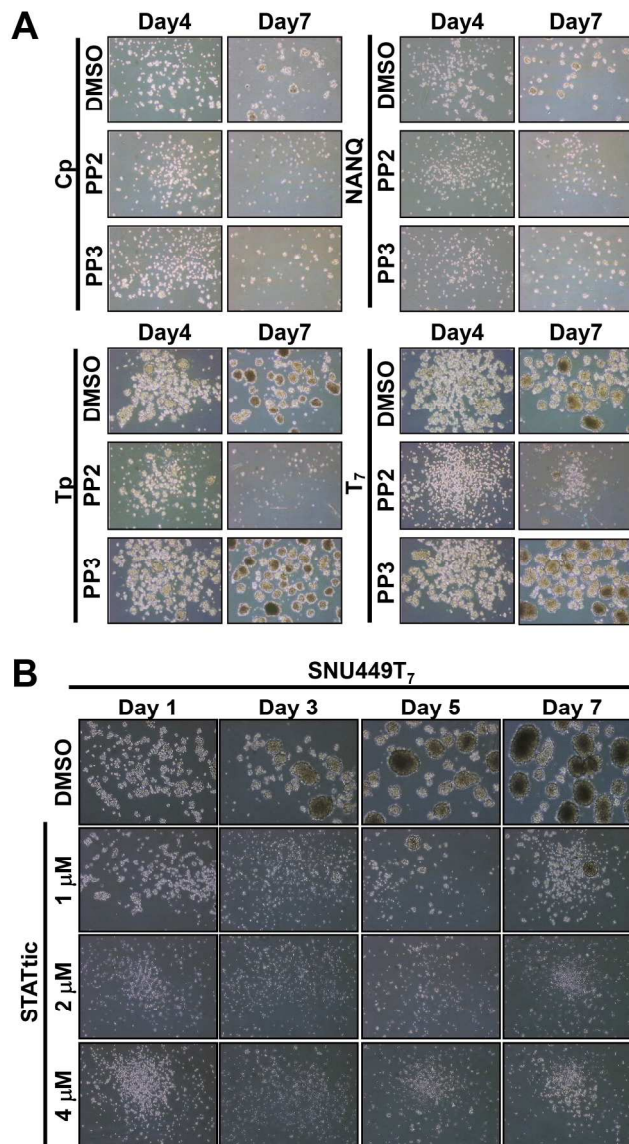 A
Day4 Day7 Day4 Day7
Cp
DMSO
PP2
PP3
NANQ
DMSO
PP2
PP3
Day4 Day7 Day4 Day7
Tp
DMSO
PP2
PP3
T₇
DMSO
PP2
PP3
B
SNU449T₇
Day 1 Day 3 Day 5 Day 7
DMSO
STATtic
1 μM
2 μM
4 μM